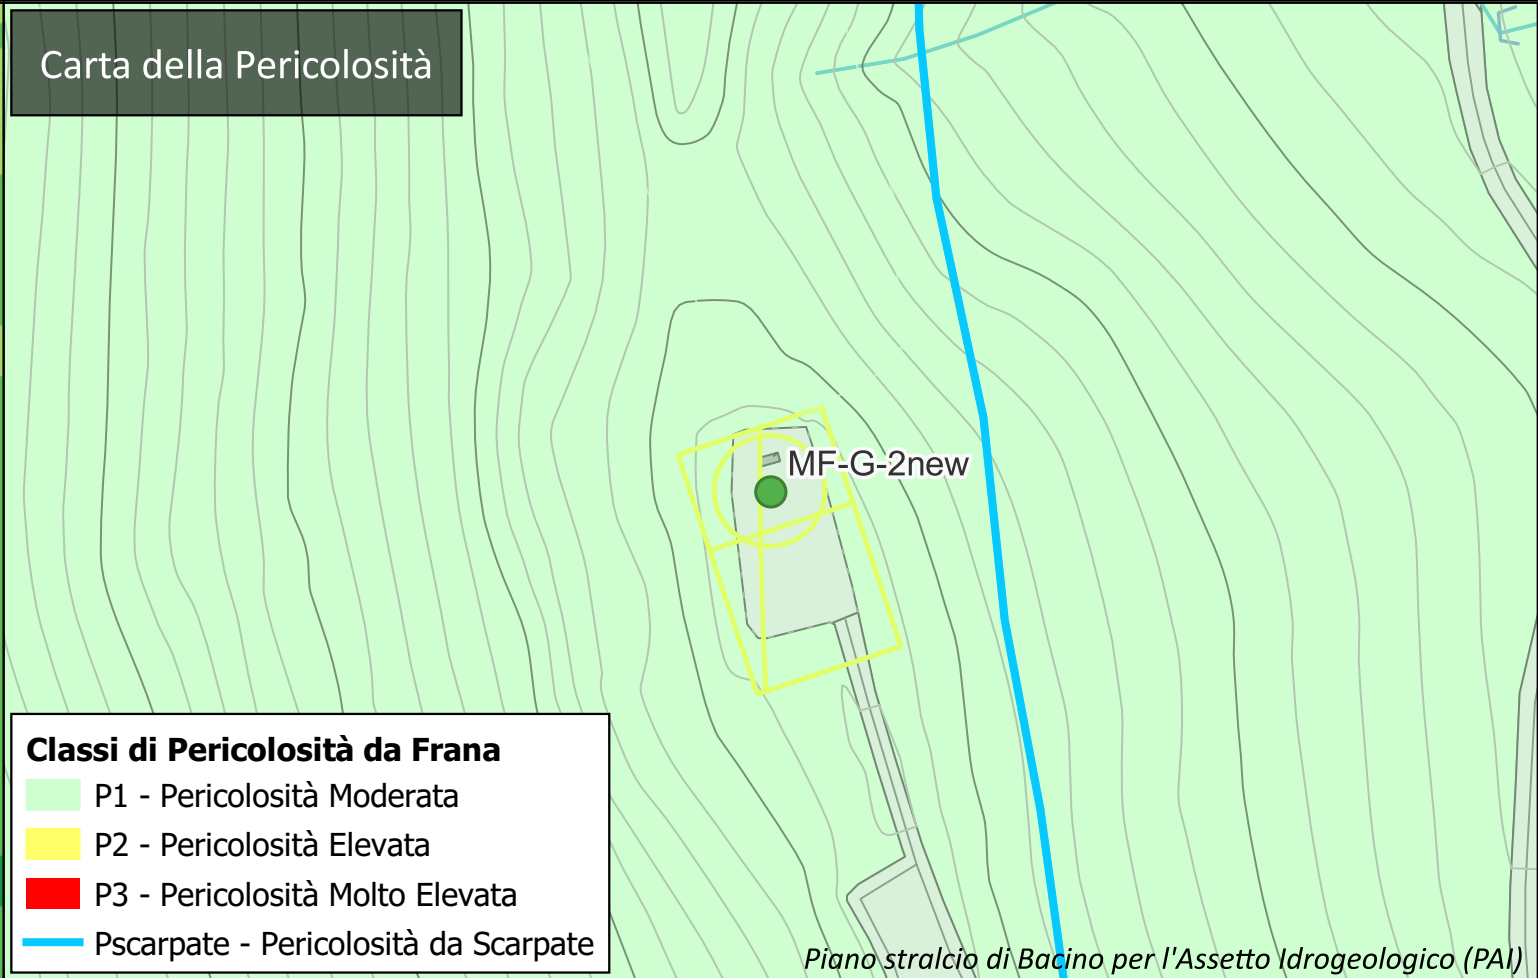 Carta della Pericolosità
MF-G-2new
Classi di Pericolosità da Frana
P1 - Pericolosità Moderata
P2 - Pericolosità Elevata
P3 - Pericolosità Molto Elevata
Pscarpate - Pericolosità da Scarpate
Piano stralcio di Bacino per l'Assetto Idrogeologico (PAI)